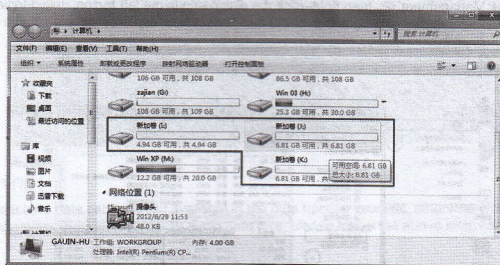 计算机
搜索 计算机
文件(F) 编辑(E) 查看(V) 工具(T) 帮助(H)
组织 系统属性 卸载或更改程序 映射网络驱动器 打开控制面板
收藏夹
下载
桌面
最近访问的位置
库
视频
图片
文档
迅雷下载
音乐
计算机
106 GB 可用，共 108 GB
86.5 GB 可用，共 108 GB
zajian (G:)
Win 03 (H:)
108 GB 可用，共 109 GB
25.3 GB 可用，共 30.0 GB
新加卷 (I:)
新加卷 (J:)
4.94 GB 可用，共 4.94 GB
6.81 GB 可用，共 6.81 GB
Win XP (M:)
新加卷 (K:)
12.2 GB 可用，共 20.0 GB
6.81 GB 可用，共 6.81 GB
可用空间: 6.81 GB
总大小: 6.81 GB
网络位置 (1)
摄像头
2012/6/29 11:53
48.0 KB
GAUIN-HU 工作组: WORKGROUP 内存: 4.00 GB
处理器: Intel(R) Pentium(R) CP...